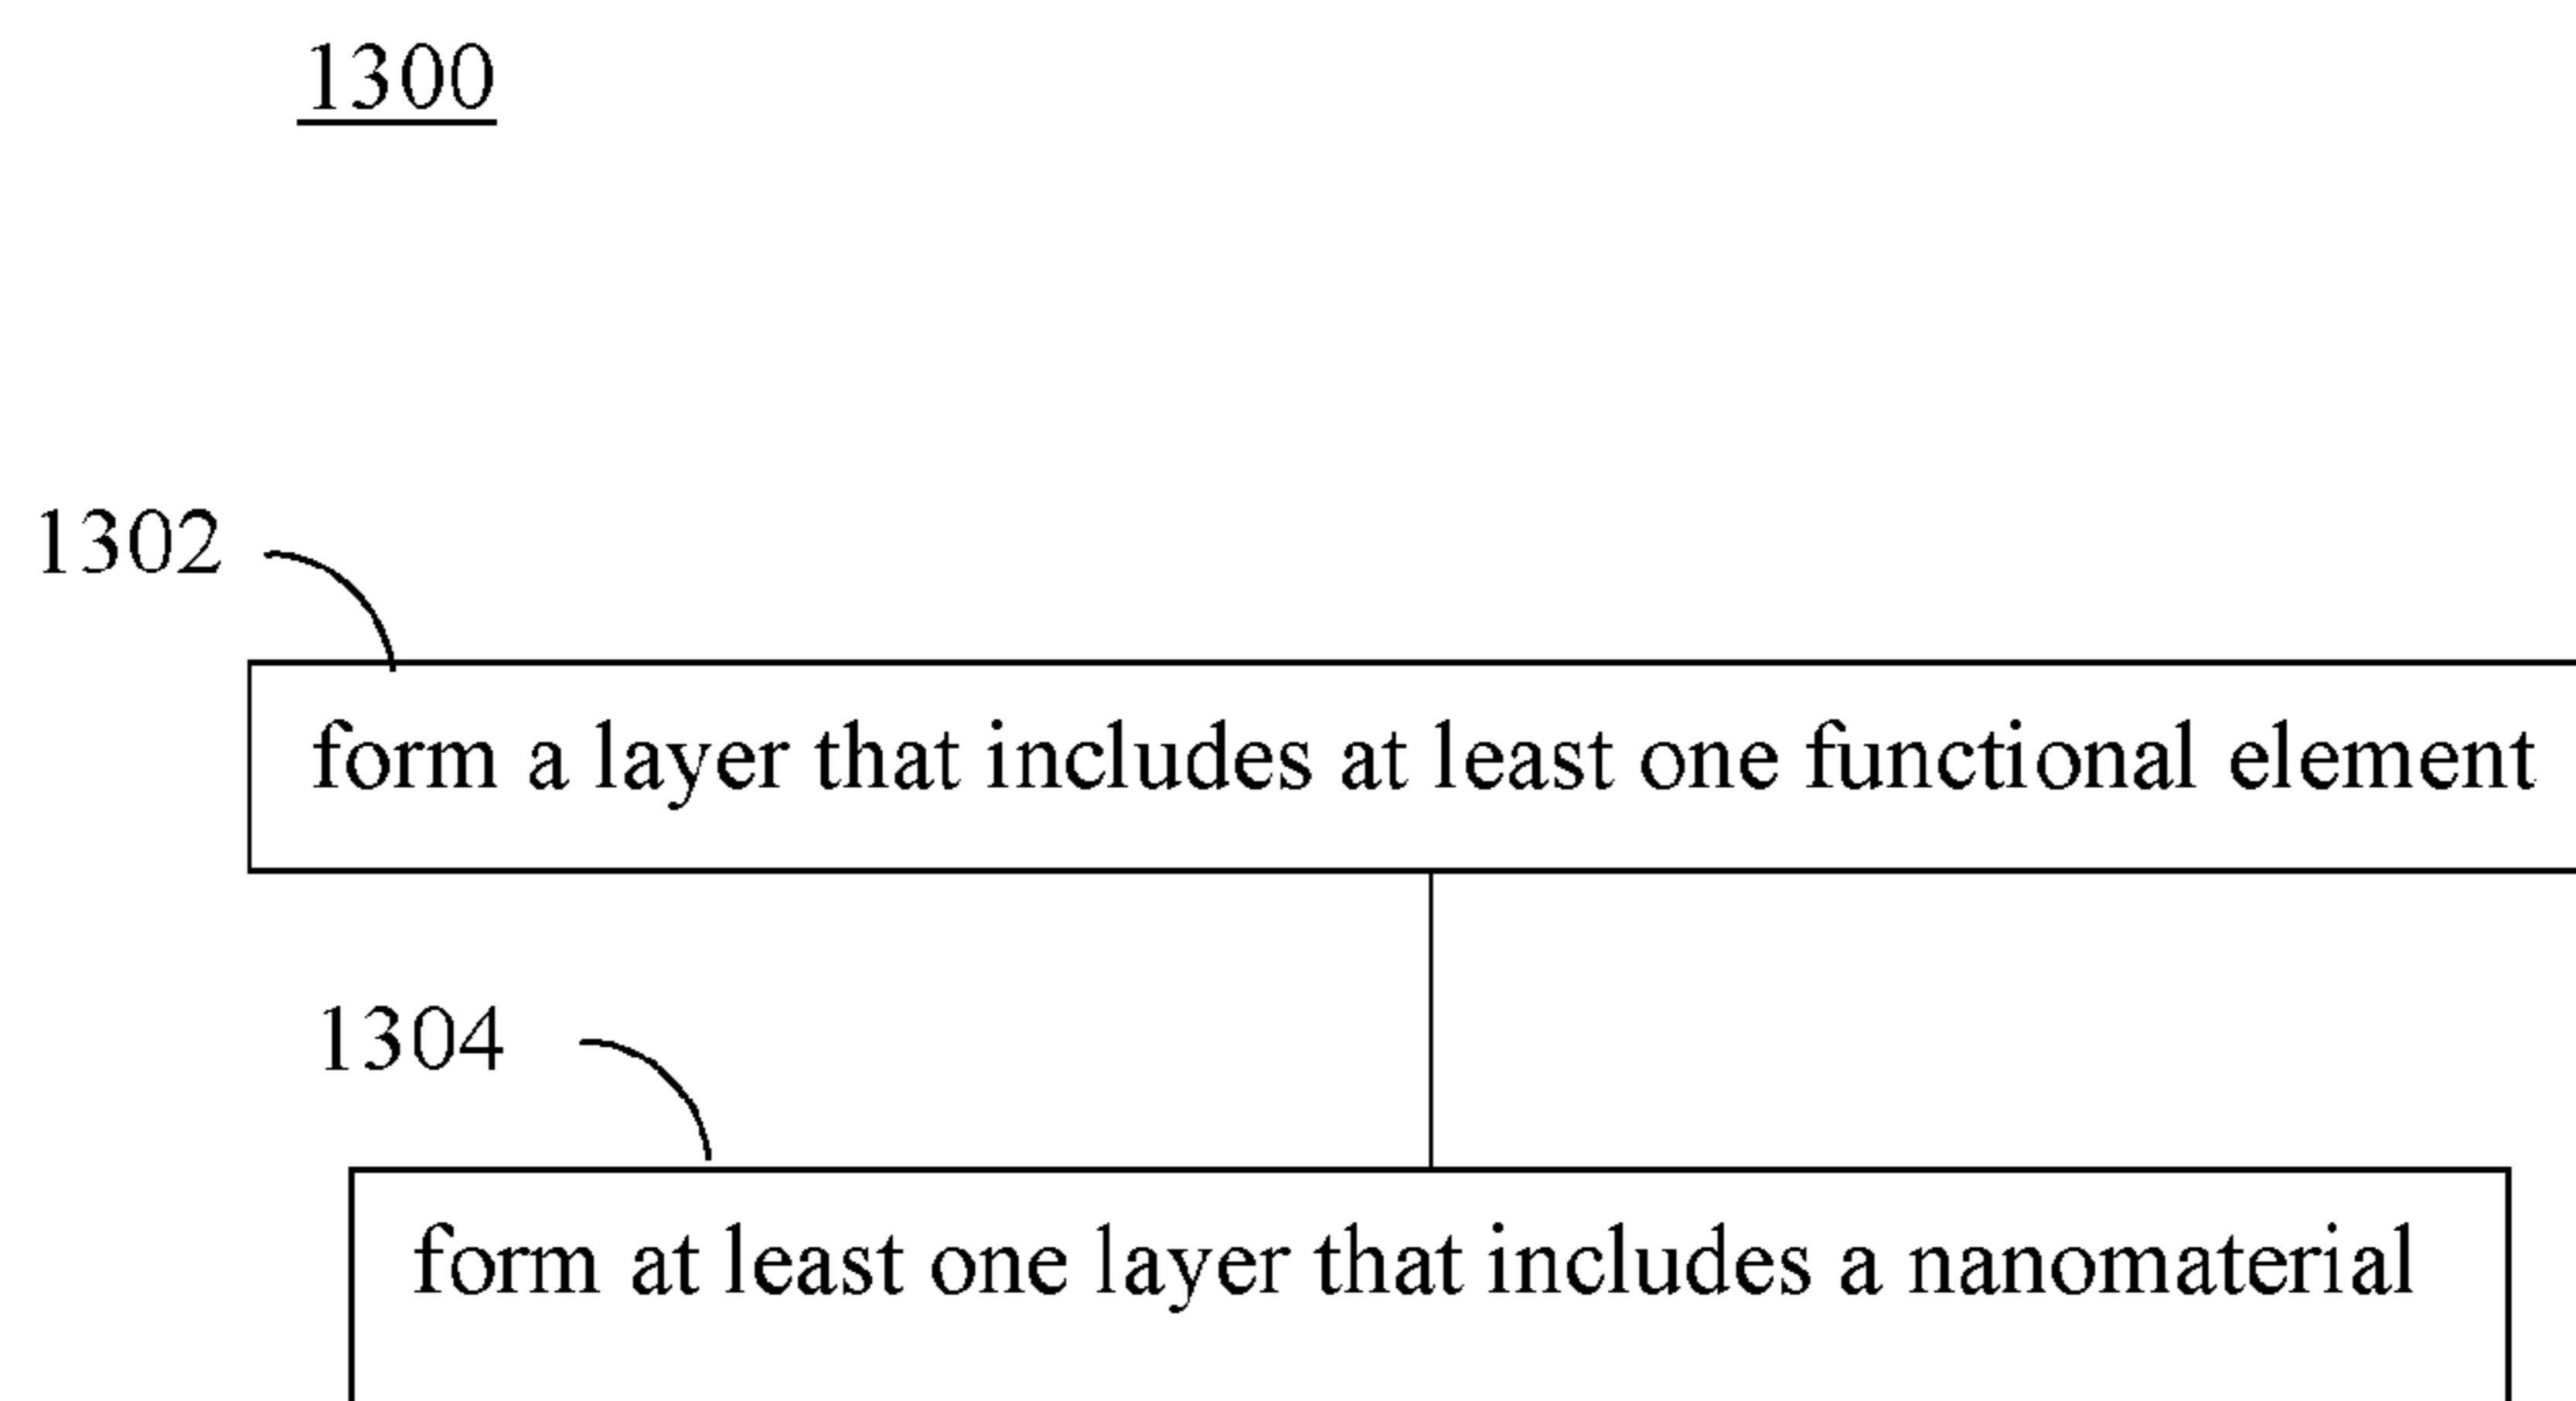 1300
1302
form a layer that includes at least one functional element
1304
form at least one layer that includes a nanomaterial